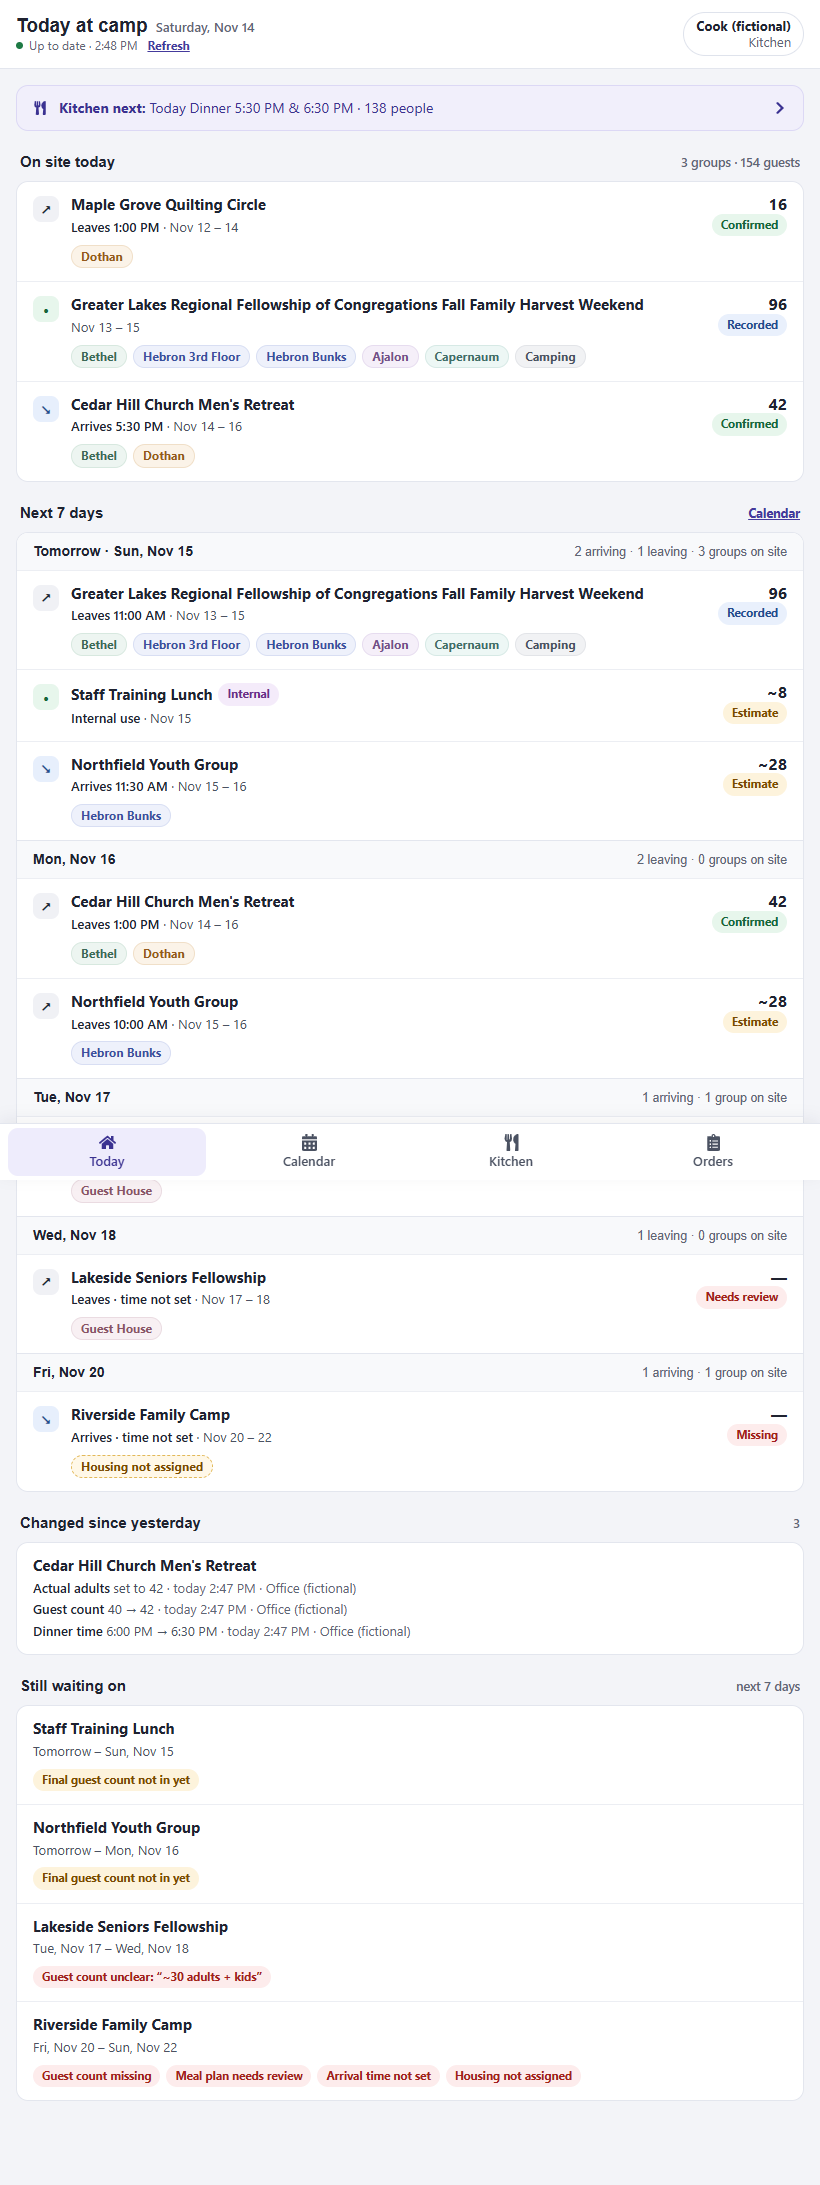 Today at camp Saturday, Nov 14
Up to date · 2:48 PM Refresh
Cook (fictional)
Kitchen
Kitchen next: Today Dinner 5:30 PM & 6:30 PM · 138 people
On site today 3 groups · 154 guests
Maple Grove Quilting Circle 16
Leaves 1:00 PM · Nov 12 – 14 Confirmed
Dothan
Greater Lakes Regional Fellowship of Congregations Fall Family Harvest Weekend 96
Nov 13 – 15 Recorded
Bethel Hebron 3rd Floor Hebron Bunks Ajalon Capernaum Camping
Cedar Hill Church Men's Retreat 42
Arrives 5:30 PM · Nov 14 – 16 Confirmed
Bethel Dothan
Next 7 days Calendar
Tomorrow · Sun, Nov 15 2 arriving · 1 leaving · 3 groups on site
Greater Lakes Regional Fellowship of Congregations Fall Family Harvest Weekend 96
Leaves 11:00 AM · Nov 13 – 15 Recorded
Bethel Hebron 3rd Floor Hebron Bunks Ajalon Capernaum Camping
Staff Training Lunch Internal ~8
Internal use · Nov 15 Estimate
Northfield Youth Group ~28
Arrives 11:30 AM · Nov 15 – 16 Estimate
Hebron Bunks
Mon, Nov 16 2 leaving · 0 groups on site
Cedar Hill Church Men's Retreat 42
Leaves 1:00 PM · Nov 14 – 16 Confirmed
Bethel Dothan
Northfield Youth Group ~28
Leaves 10:00 AM · Nov 15 – 16 Estimate
Hebron Bunks
Tue, Nov 17 1 arriving · 1 group on site
Today Calendar Kitchen Orders
Guest House
Wed, Nov 18 1 leaving · 0 groups on site
Lakeside Seniors Fellowship —
Leaves · time not set · Nov 17 – 18 Needs review
Guest House
Fri, Nov 20 1 arriving · 1 group on site
Riverside Family Camp —
Arrives · time not set · Nov 20 – 22 Missing
Housing not assigned
Changed since yesterday 3
Cedar Hill Church Men's Retreat
Actual adults set to 42 · today 2:47 PM · Office (fictional)
Guest count 40 → 42 · today 2:47 PM · Office (fictional)
Dinner time 6:00 PM → 6:30 PM · today 2:47 PM · Office (fictional)
Still waiting on next 7 days
Staff Training Lunch
Tomorrow – Sun, Nov 15
Final guest count not in yet
Northfield Youth Group
Tomorrow – Mon, Nov 16
Final guest count not in yet
Lakeside Seniors Fellowship
Tue, Nov 17 – Wed, Nov 18
Guest count unclear: “~30 adults + kids”
Riverside Family Camp
Fri, Nov 20 – Sun, Nov 22
Guest count missing Meal plan needs review Arrival time not set Housing not assigned